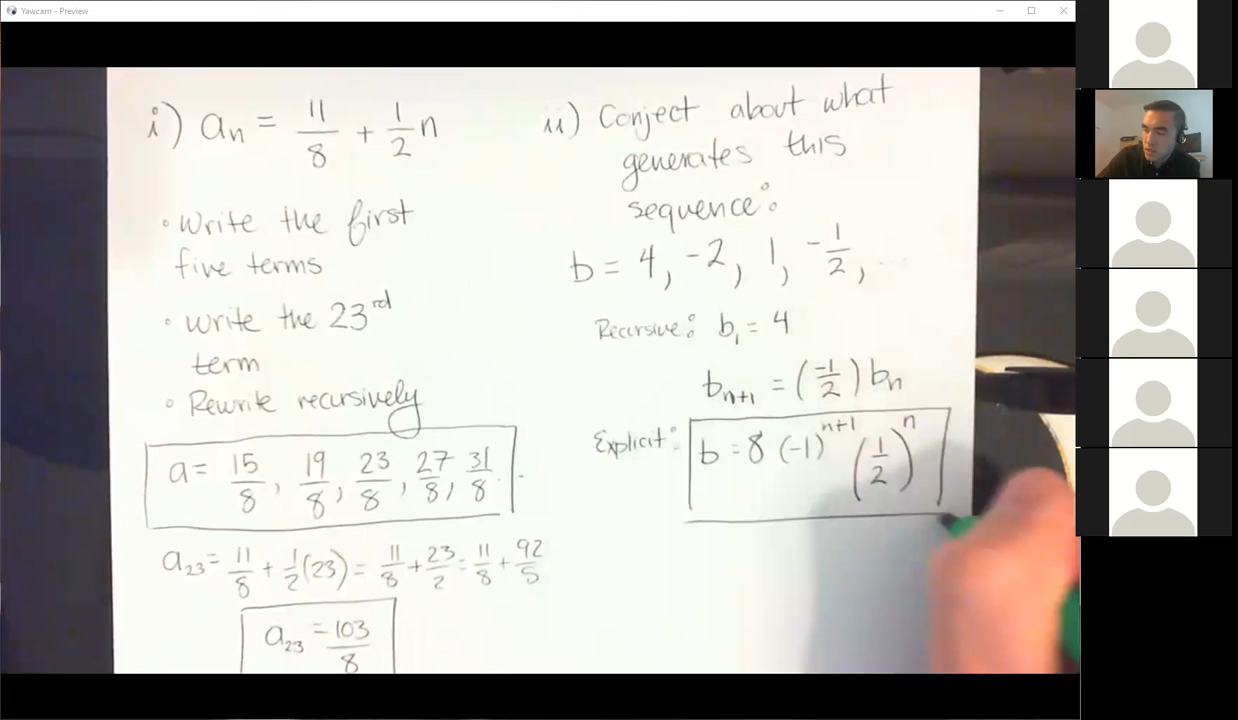 Yawcam - Preview
i) aₙ = 11/8 + 1/2 n
• Write the first
five terms
• Write the 23rd
term
• Rewrite recursively
a = 15/8, 19/8, 23/8, 27/8, 31/8 ..
a₂₃ = 11/8 + 1/2 (23) = 11/8 + 23/2 = 11/8 + 92/5
a₂₃ = 103/8
ii) Conject about what
generates this
sequence:
b = 4, -2, 1, -1/2, ...
Recursive: b₁ = 4
bₙ₊₁ = (-1/2) bₙ
Explicit: b = 8 (-1)ⁿ⁺¹ (1/2)ⁿ